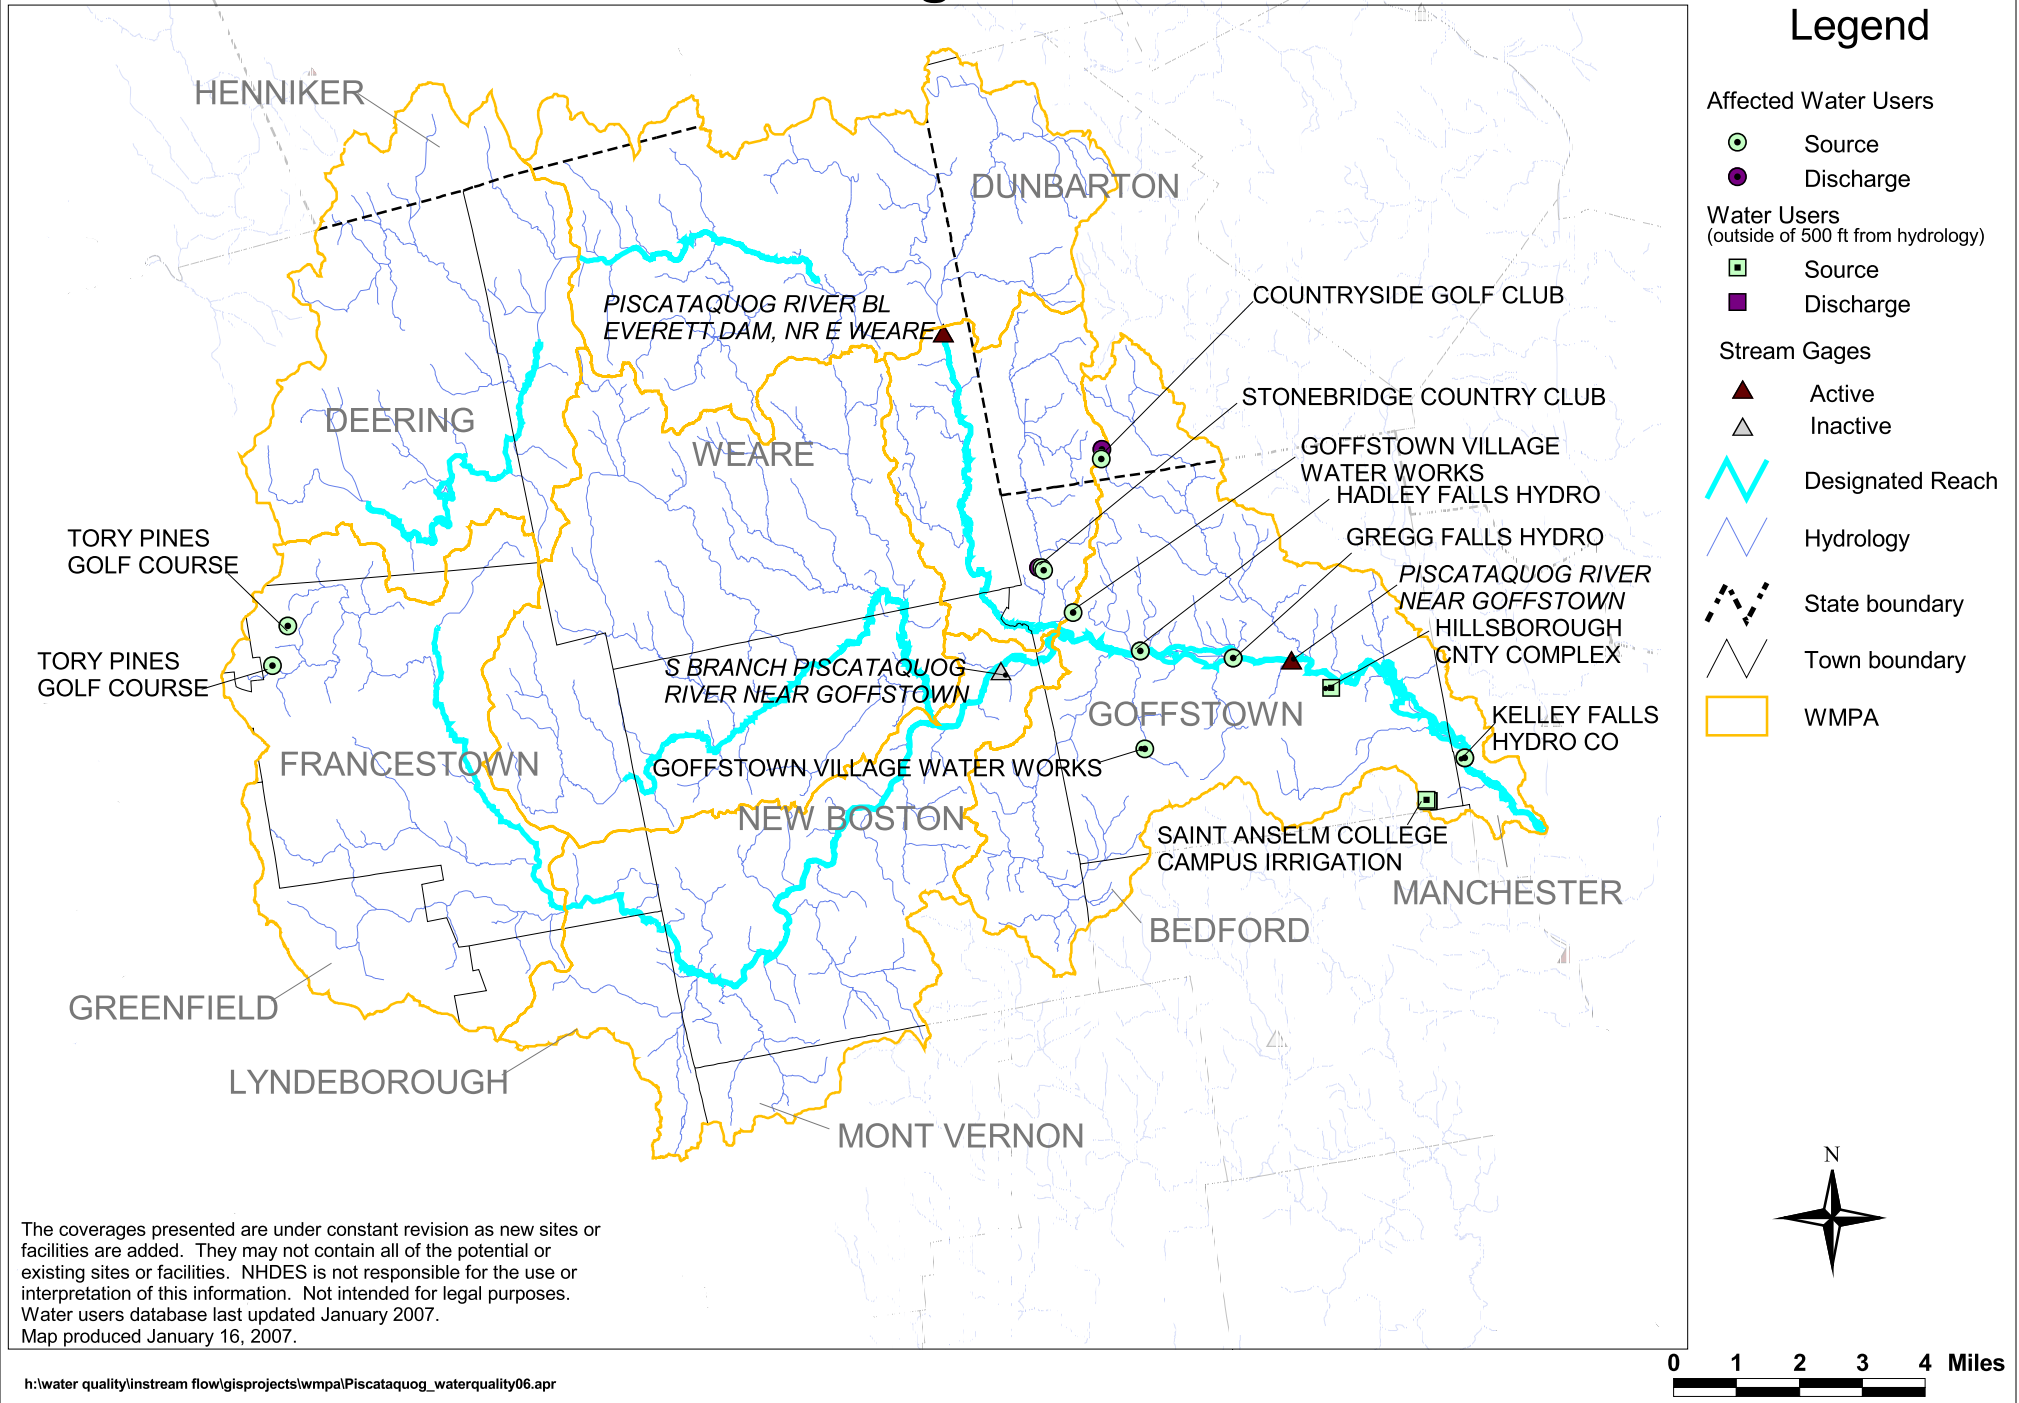 HENNIKER
DUNBARTON
PISCATAQUOG RIVER BL
EVERETT DAM, NR E WEARE
COUNTRYSIDE GOLF CLUB
DEERING
WEARE
STONEBRIDGE COUNTRY CLUB
GOFFSTOWN VILLAGE
WATER WORKS
HADLEY FALLS HYDRO
GREGG FALLS HYDRO
TORY PINES
GOLF COURSE
PISCATAQUOG RIVER
NEAR GOFFSTOWN
HILLSBOROUGH
CNTY COMPLEX
TORY PINES
GOLF COURSE
S BRANCH PISCATAQUOG
RIVER NEAR GOFFSTOWN
GOFFSTOWN
KELLEY FALLS
HYDRO CO
FRANCESTOWN
GOFFSTOWN VILLAGE WATER WORKS
NEW BOSTON
SAINT ANSELM COLLEGE
CAMPUS IRRIGATION
MANCHESTER
BEDFORD
GREENFIELD
LYNDEBOROUGH
MONT VERNON
The coverages presented are under constant revision as new sites or
facilities are added. They may not contain all of the potential or
existing sites or facilities. NHDES is not responsible for the use or
interpretation of this information. Not intended for legal purposes.
Water users database last updated January 2007.
Map produced January 16, 2007.
h:\water quality\instream flow\gisprojects\wmpa\Piscataquog_waterquality06.apr
Legend
Affected Water Users
Source
Discharge
Water Users
(outside of 500 ft from hydrology)
Source
Discharge
Stream Gages
Active
Inactive
Designated Reach
Hydrology
State boundary
Town boundary
WMPA
N
0 1 2 3 4 Miles